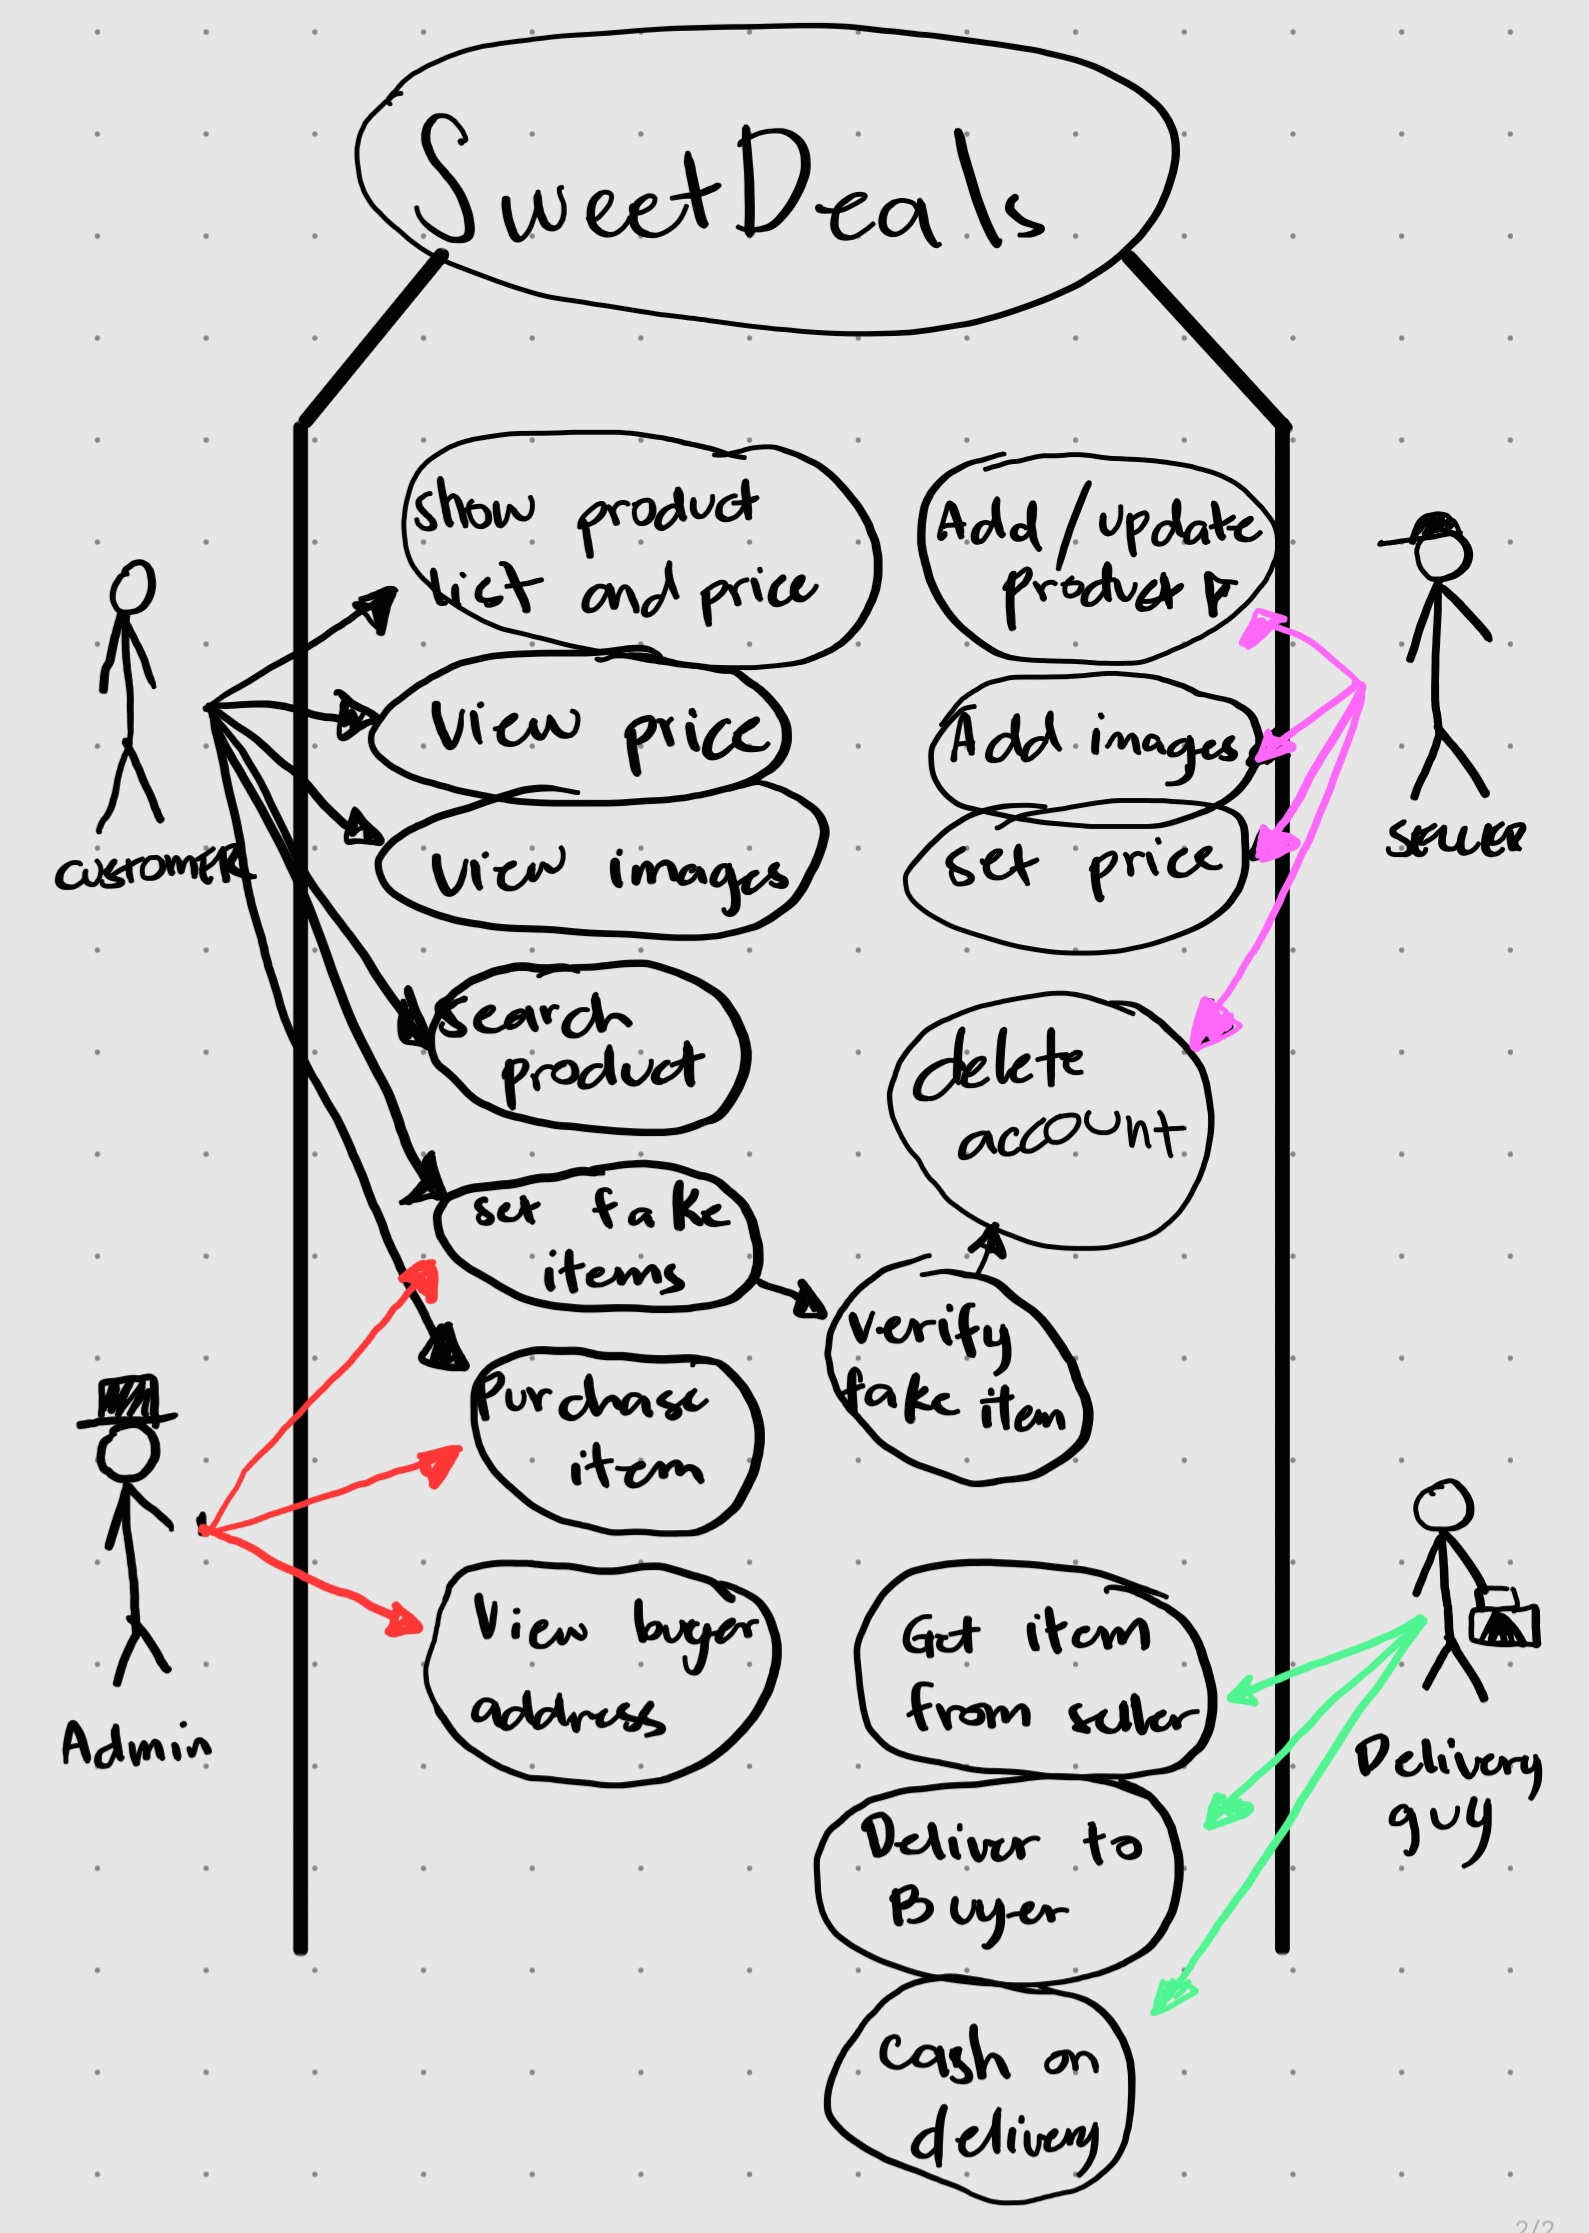 SweetDeals
show product
list and price
Add / update
product
CUSTOMER
View price
Add images
View images
set price
SELLER
Search
product
delete
account
set fake
items
verify
fake item
Purchase
item
Admin
View buyer
address
Get item
from seller
Delivery
guy
Deliver to
Buyer
cash on
delivery
2/2